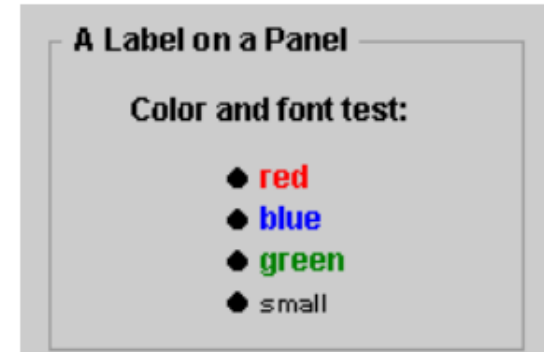 A Label on a Panel
Color and font test:
red
blue
green
small